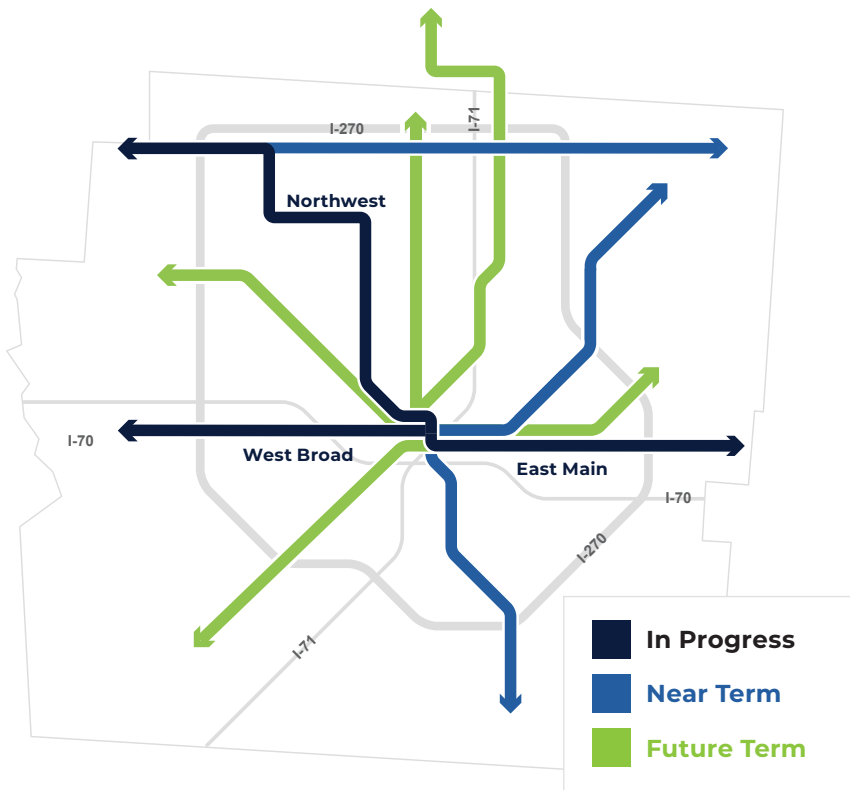 I-71
I-270
Northwest
I-70
West Broad
East Main
I-70
I-270
I-71
In Progress
Near Term
Future Term